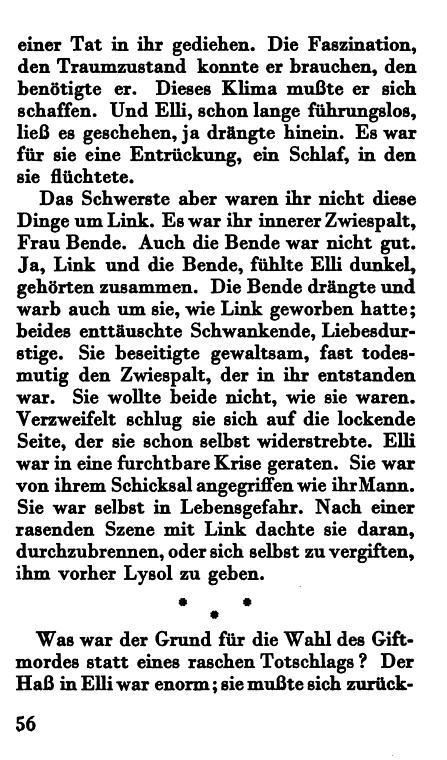 einer Tat in ihr gediehen. Die Faszination,
den Traumzustand konnte er brauchen, den
benötigte er. Dieses Klima mußte er sich
schaffen. Und Elli, schon lange führungslos,
ließ es geschehen, ja drängte hinein. Es war
für sie eine Entrückung, ein Schlaf, in den
sie flüchtete.
Das Schwerste aber waren ihr nicht diese
Dinge um Link. Es war ihr innerer Zwiespalt,
Frau Bende. Auch die Bende war nicht gut.
Ja, Link und die Bende, fühlte Elli dunkel,
gehörten zusammen. Die Bende drängte und
warb auch um sie, wie Link geworben hatte;
beides enttäuschte Schwankende, Liebesdur-
stige. Sie beseitigte gewaltsam, fast todes-
mutig den Zwiespalt, der in ihr entstanden
war. Sie wollte beide nicht, wie sie waren.
Verzweifelt schlug sie sich auf die lockende
Seite, der sie schon selbst widerstrebte. Elli
war in eine furchtbare Krise geraten. Sie war
von ihrem Schicksal angegriffen wie ihr Mann.
Sie war selbst in Lebensgefahr. Nach einer
rasenden Szene mit Link dachte sie daran,
durchzubrennen, oder sich selbst zu vergiften,
ihm vorher Lysol zu geben.
* *
*
Was war der Grund für die Wahl des Gift-
mordes statt eines raschen Totschlags? Der
Haß in Elli war enorm; sie mußte sich zurück-
56